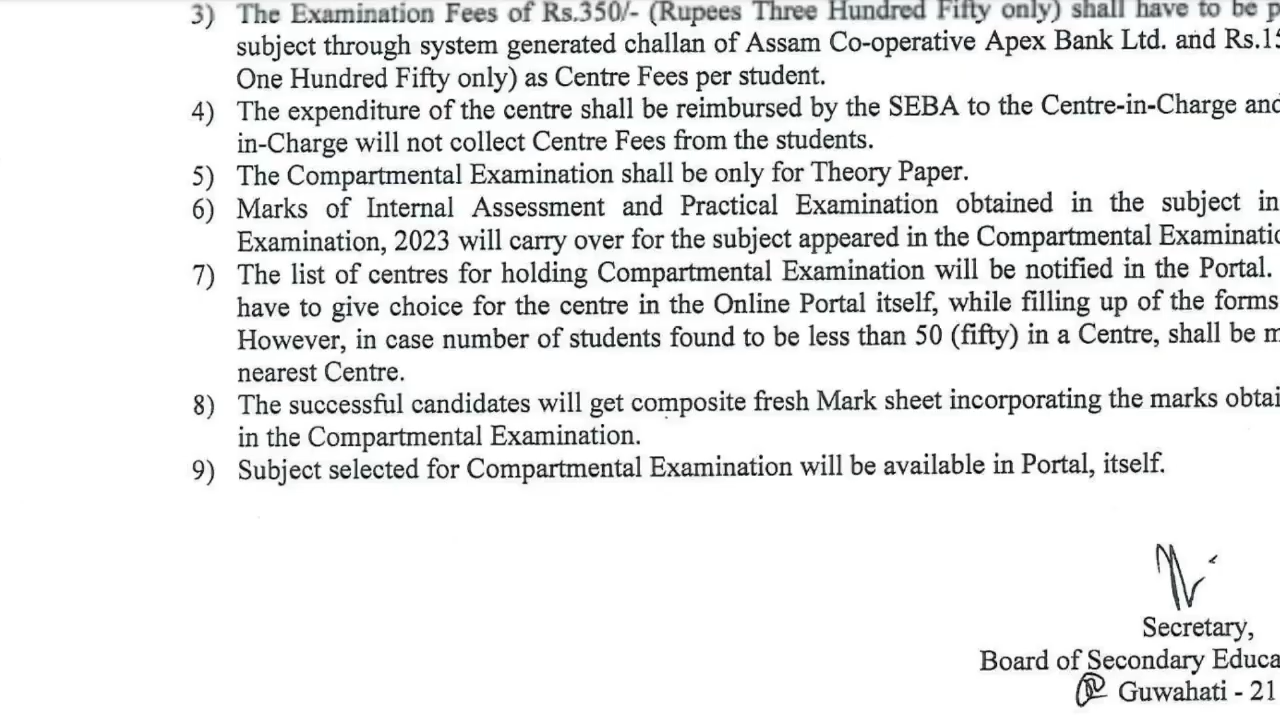 3) The Examination Fees of Rs.350/- (Rupees Three Hundred Fifty only) shall have to be p
subject through system generated challan of Assam Co-operative Apex Bank Ltd. and Rs.15
One Hundred Fifty only) as Centre Fees per student.
4) The expenditure of the centre shall be reimbursed by the SEBA to the Centre-in-Charge and
in-Charge will not collect Centre Fees from the students.
5) The Compartmental Examination shall be only for Theory Paper.
6) Marks of Internal Assessment and Practical Examination obtained in the subject in
Examination, 2023 will carry over for the subject appeared in the Compartmental Examinatio
7) The list of centres for holding Compartmental Examination will be notified in the Portal.
have to give choice for the centre in the Online Portal itself, while filling up of the forms
However, in case number of students found to be less than 50 (fifty) in a Centre, shall be m
nearest Centre.
8) The successful candidates will get composite fresh Mark sheet incorporating the marks obtai
in the Compartmental Examination.
9) Subject selected for Compartmental Examination will be available in Portal, itself.
Secretary,
Board of Secondary Educa
Guwahati - 21